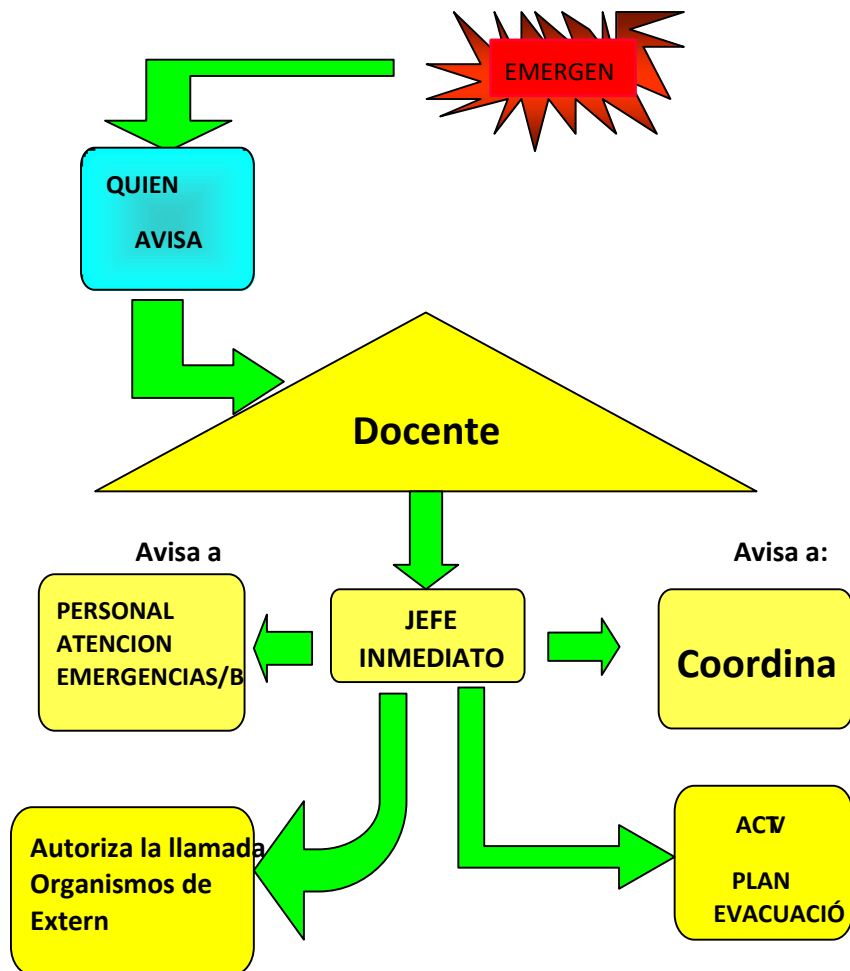 EMERGEN
QUIEN
AVISA
Docente
Avisa a
Avisa a:
PERSONAL
ATENCION
EMERGENCIAS/B
JEFE
INMEDIATO
Coordina
Autoriza la llamada
Organismos de
Extern
ACTV
PLAN
EVACUACIÓ